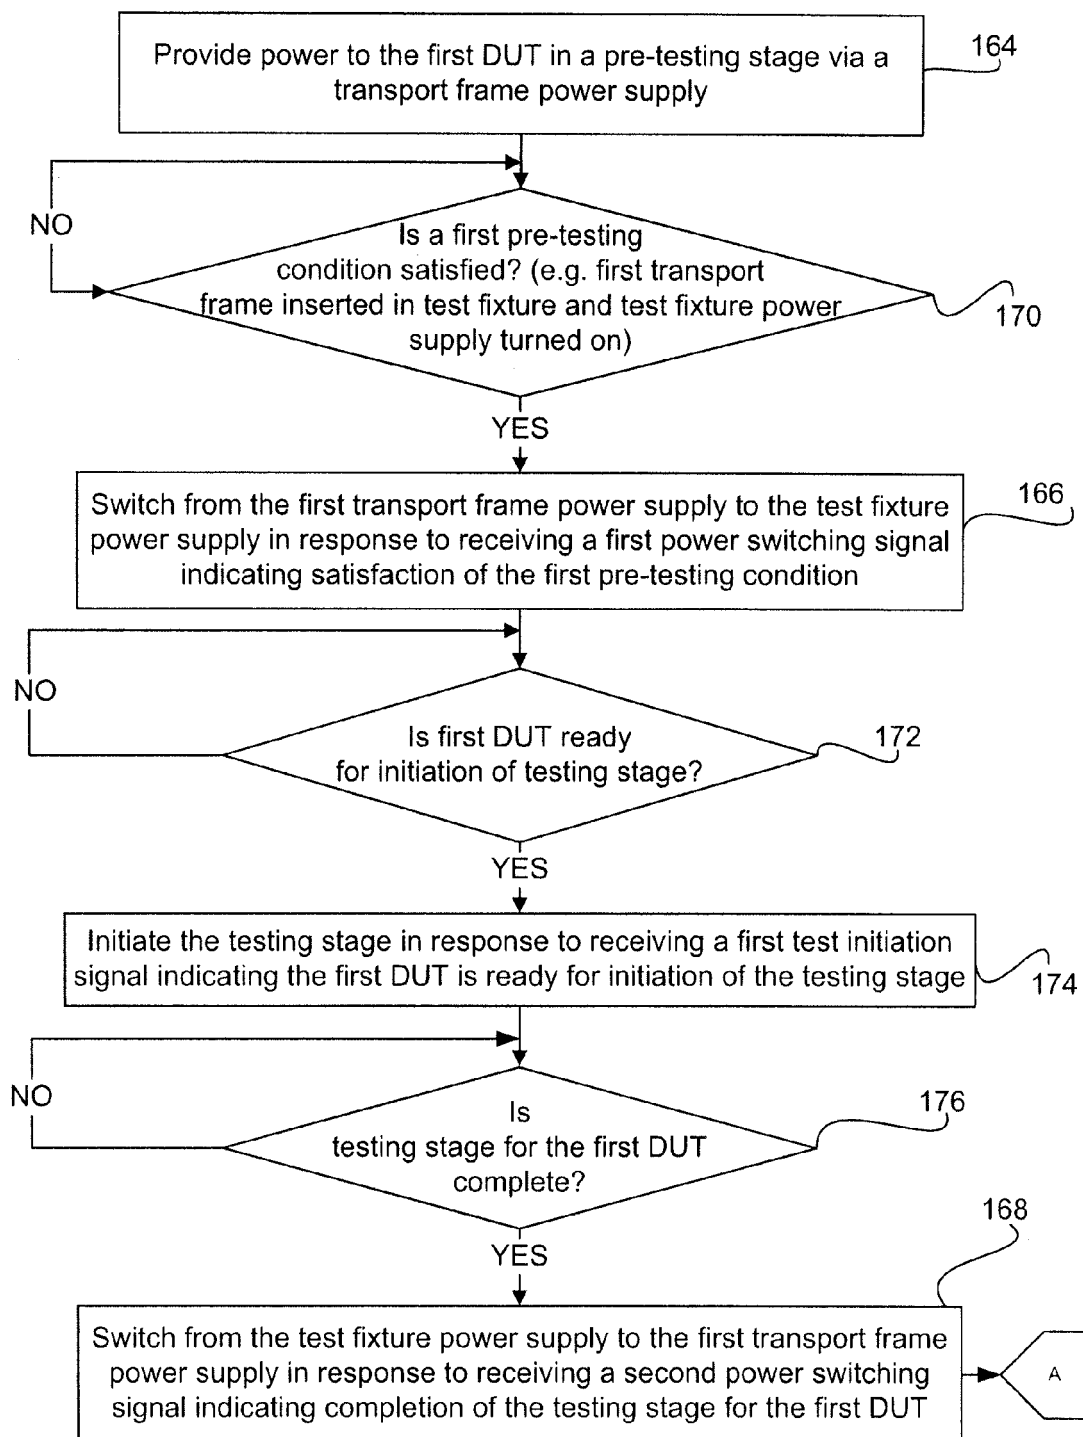 Provide power to the first DUT in a pre-testing stage via a
transport frame power supply
164
NO
Is a first pre-testing
condition satisfied? (e.g. first transport
frame inserted in test fixture and test fixture power
supply turned on)
170
YES
Switch from the first transport frame power supply to the test fixture
power supply in response to receiving a first power switching signal
indicating satisfaction of the first pre-testing condition
166
NO
Is first DUT ready
for initiation of testing stage?
172
YES
Initiate the testing stage in response to receiving a first test initiation
signal indicating the first DUT is ready for initiation of the testing stage
174
NO
Is
testing stage for the first DUT
complete?
176
YES
168
Switch from the test fixture power supply to the first transport frame
power supply in response to receiving a second power switching
signal indicating completion of the testing stage for the first DUT
A